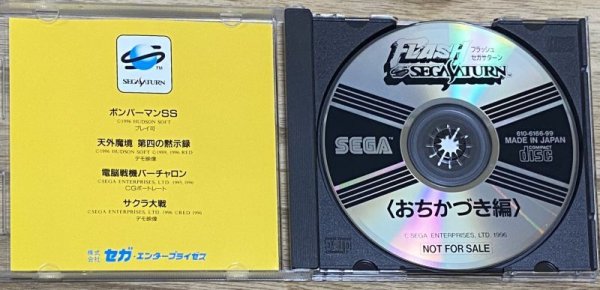 SEGA SATURN
ボンバーマンSS
©1996 HUDSON SOFT
プレイ可
天外魔境 第四の黙示録
©1996 HUDSON SOFT ©1989, 1996 RED
デモ映像
電脳戦機バーチャロン
©SEGA ENTERPRISES, LTD. 1995, 1996
CGポートレート
サクラ大戦
©SEGA ENTERPRISES, LTD. 1996 ©RED 1996
デモ映像
株式会社 セガ・エンタープライゼス
FLASH
フラッシュ
セガサターン
SEGA SATURN
SEGA
610-6166-99
MADE IN JAPAN
COMPACT
disc
〈おちかづき編〉
© SEGA ENTERPRISES, LTD. 1996
NOT FOR SALE